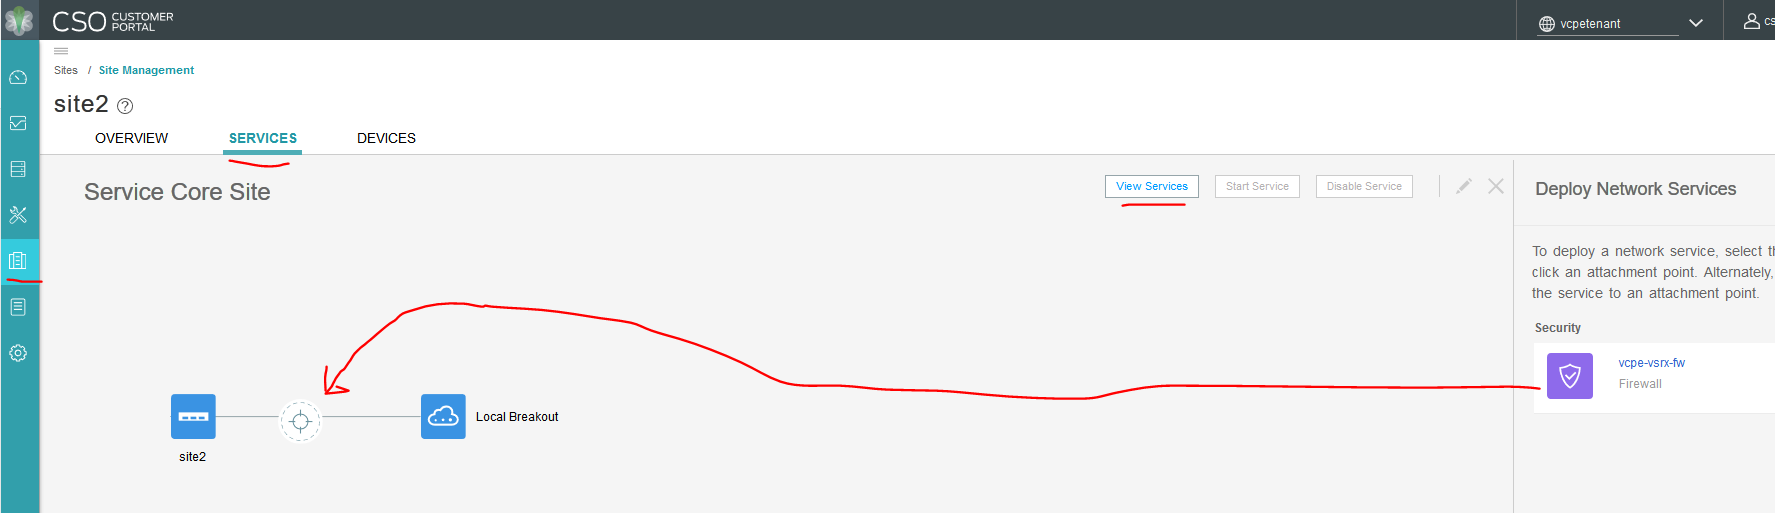 CSO CUSTOMER PORTAL
vcpetenant
cs
Sites / Site Management
site2 ?
OVERVIEW SERVICES DEVICES
Service Core Site
View Services Start Service Disable Service
site2
Local Breakout
Deploy Network Services
To deploy a network service, select th
click an attachment point. Alternately,
the service to an attachment point.
Security
vcpe-vsrx-fw
Firewall